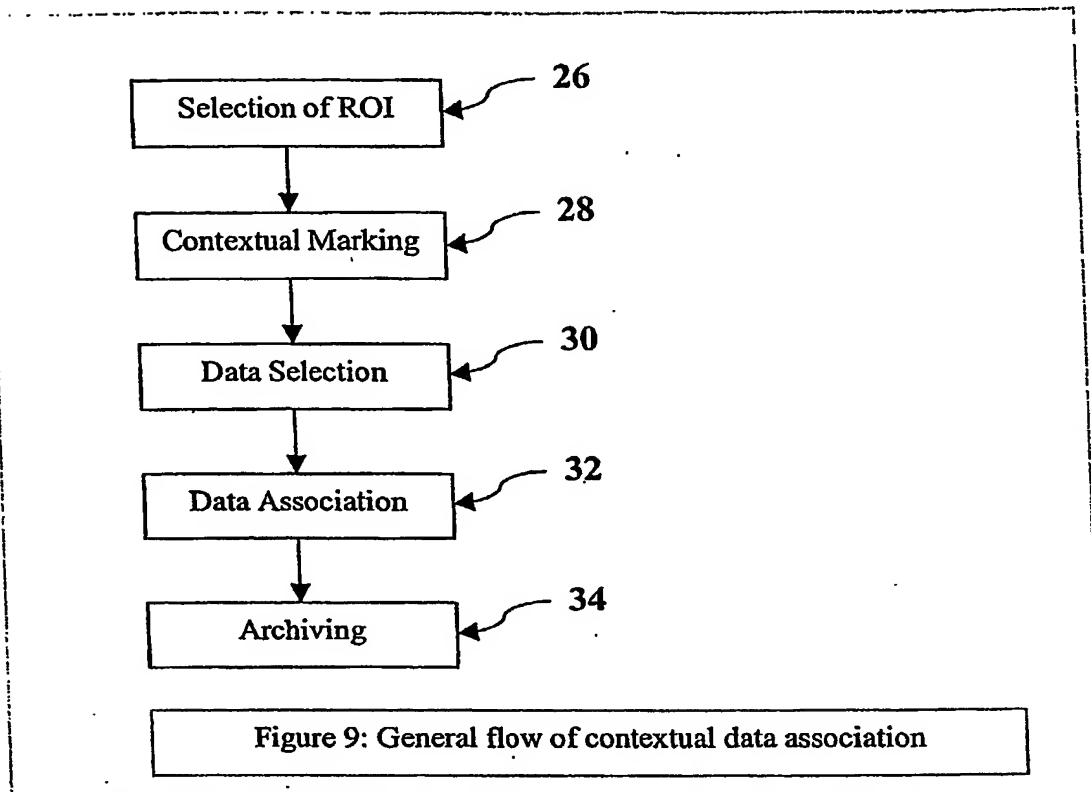 Selection of ROI
26
Contextual Marking
28
Data Selection
30
Data Association
32
Archiving
34
Figure 9: General flow of contextual data association